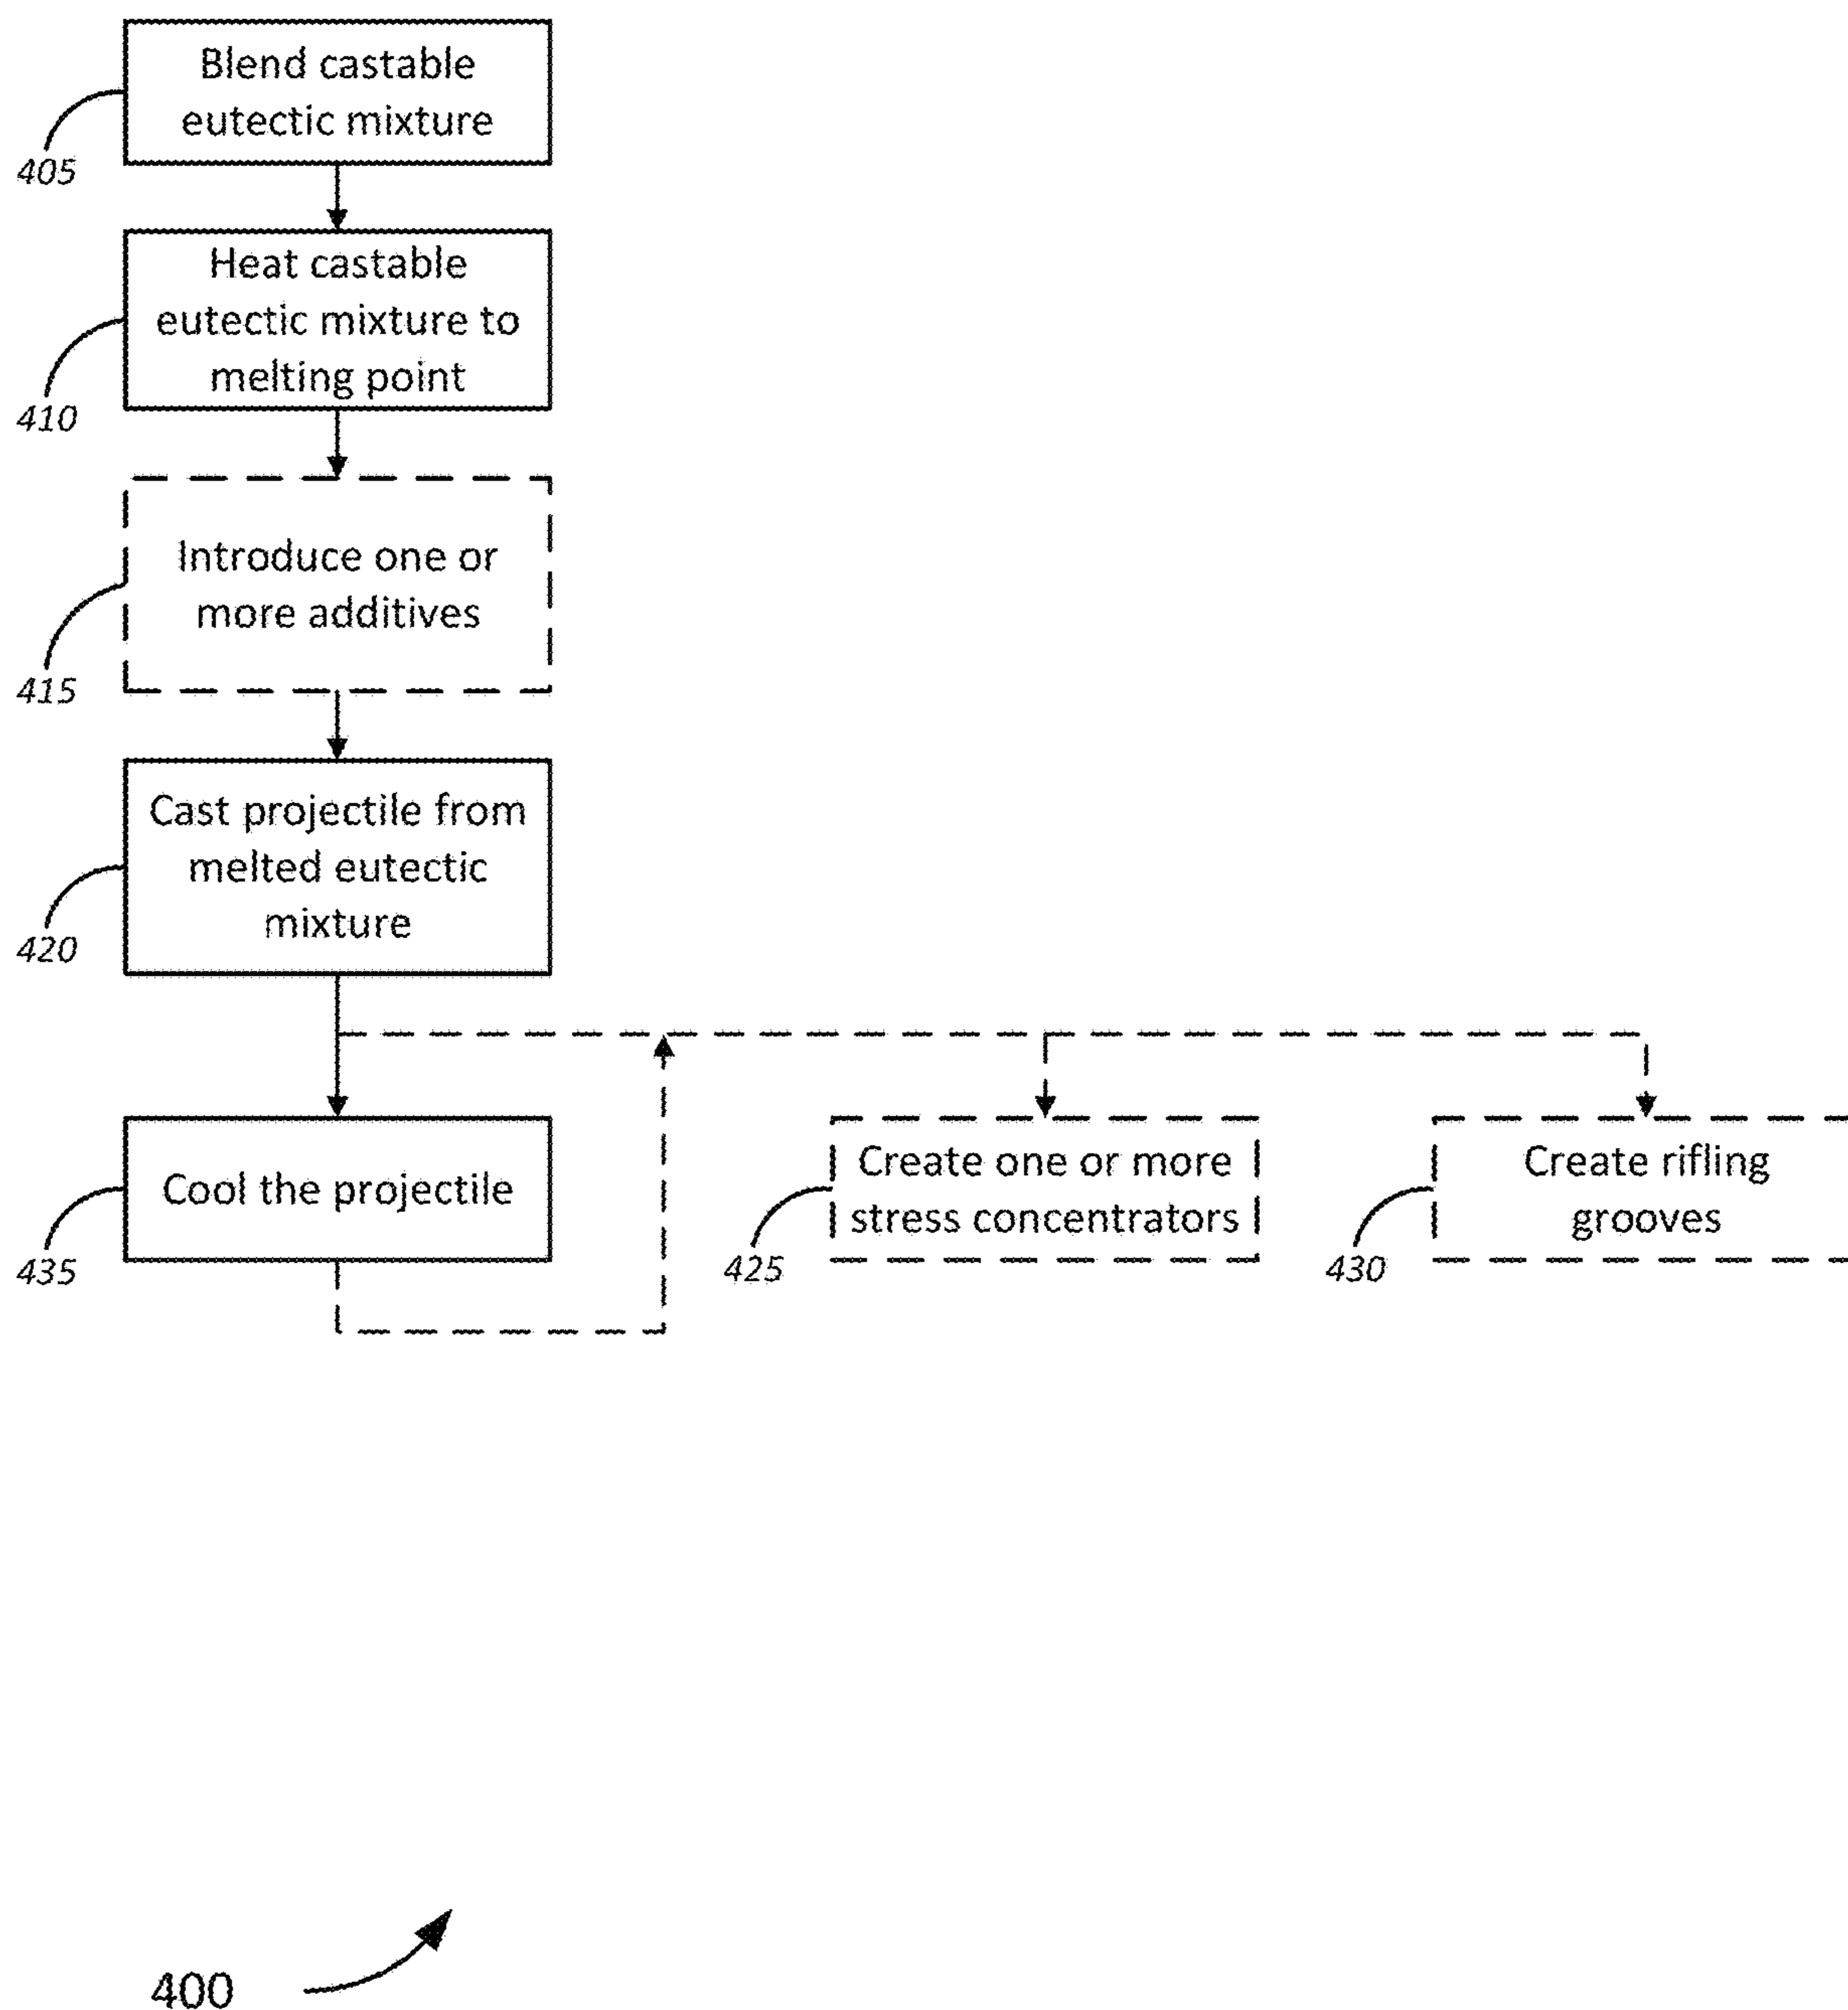 Blend castable
eutectic mixture
405
Heat castable
eutectic mixture to
melting point
410
Introduce one or
more additives
415
Cast projectile from
melted eutectic
mixture
420
Cool the projectile
435
Create one or more
stress concentrators
425
Create rifling
grooves
430
400